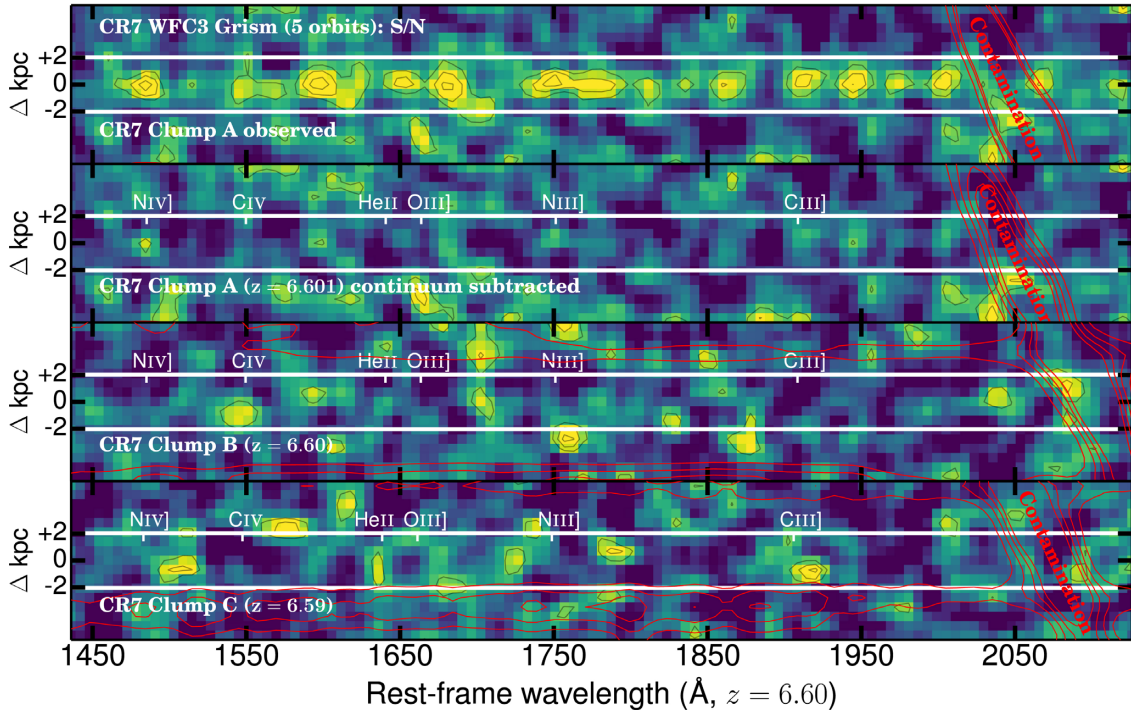 CR7 WFC3 Grism (5 orbits): S/N
+2
0
-2
Δ kpc
Contamination
CR7 Clump A observed
NIV] CIV HeII OIII] NIII] CIII]
+2
0
-2
Δ kpc
Contamination
CR7 Clump A (z = 6.601) continuum subtracted
NIV] CIV HeII OIII] NIII] CIII]
+2
0
-2
Δ kpc
CR7 Clump B (z = 6.60)
NIV] CIV HeII OIII] NIII] CIII]
+2
0
-2
Δ kpc
Contamination
CR7 Clump C (z = 6.59)
1450 1550 1650 1750 1850 1950 2050
Rest-frame wavelength (Å, z = 6.60)